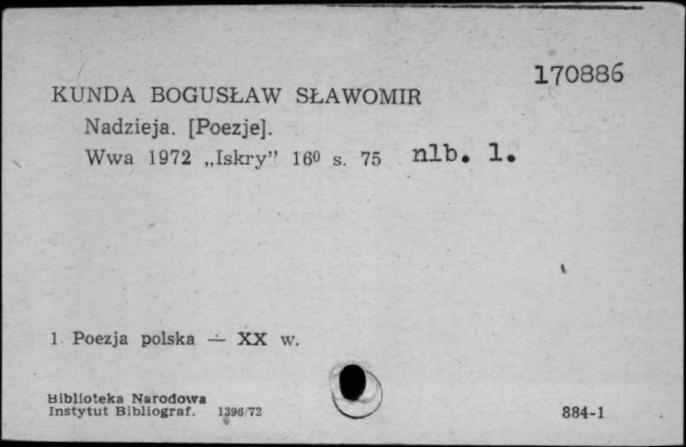 170886
KUNDA BOGUSŁAW SŁAWOMIR
Nadzieja. [Poezje].
Wwa 1972 „Iskry” 16⁰ s. 75 nlb. 1.
1. Poezja polska — XX w.
Biblioteka Narodowa
Instytut Bibliograf. 1396/72
884-1